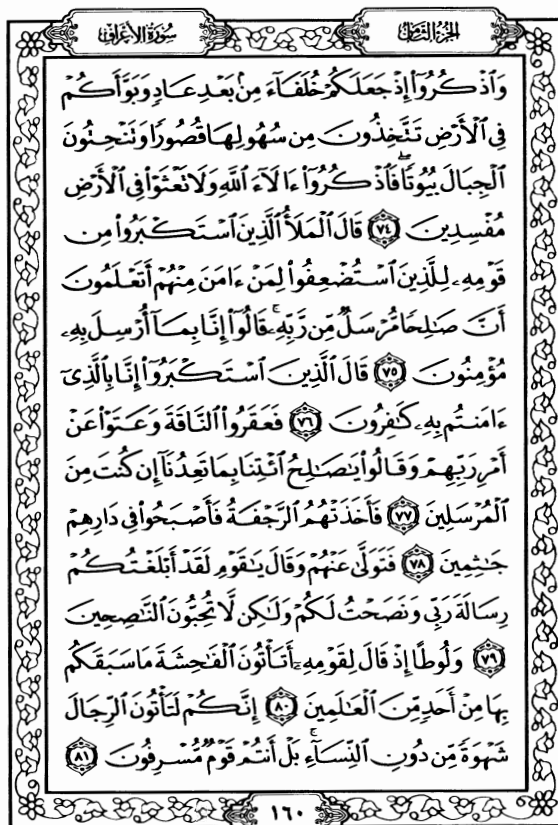 سُورَةُ الأَعْرَافِ
الجُزءُ الثَّامِنُ
وَٱذۡكُرُوٓاْ إِذۡ جَعَلَكُمۡ خُلَفَآءَ مِنۢ بَعۡدِ عَادٖ وَبَوَّأَكُمۡ
فِي ٱلۡأَرۡضِ تَتَّخِذُونَ مِن سُهُولِهَا قُصُورٗا وَتَنۡحِتُونَ
ٱلۡجِبَالَ بُيُوتٗاۖ فَٱذۡكُرُوٓاْ ءَالَآءَ ٱللَّهِ وَلَا تَعۡثَوۡاْ فِي ٱلۡأَرۡضِ
مُفۡسِدِينَ ٧٤ قَالَ ٱلۡمَلَأُ ٱلَّذِينَ ٱسۡتَكۡبَرُواْ مِن
قَوۡمِهِۦ لِلَّذِينَ ٱسۡتُضۡعِفُواْ لِمَنۡ ءَامَنَ مِنۡهُمۡ أَتَعۡلَمُونَ
أَنَّ صَٰلِحٗا مُّرۡسَلٞ مِّن رَّبِّهِۦۚ قَالُوٓاْ إِنَّا بِمَآ أُرۡسِلَ بِهِۦ
مُؤۡمِنُونَ ٧٥ قَالَ ٱلَّذِينَ ٱسۡتَكۡبَرُوٓاْ إِنَّا بِٱلَّذِيٓ
ءَامَنتُم بِهِۦ كَٰفِرُونَ ٧٦ فَعَقَرُواْ ٱلنَّاقَةَ وَعَتَوۡاْ عَنۡ
أَمۡرِ رَبِّهِمۡ وَقَالُواْ يَٰصَٰلِحُ ٱئۡتِنَا بِمَا تَعِدُنَآ إِن كُنتَ مِنَ
ٱلۡمُرۡسَلِينَ ٧٧ فَأَخَذَتۡهُمُ ٱلرَّجۡفَةُ فَأَصۡبَحُواْ فِي دَارِهِمۡ
جَٰثِمِينَ ٧٨ فَتَوَلَّىٰ عَنۡهُمۡ وَقَالَ يَٰقَوۡمِ لَقَدۡ أَبۡلَغۡتُكُمۡ
رِسَالَةَ رَبِّي وَنَصَحۡتُ لَكُمۡ وَلَٰكِن لَّا تُحِبُّونَ ٱلنَّٰصِحِينَ
٧٩ وَلُوطًا إِذۡ قَالَ لِقَوۡمِهِۦٓ أَتَأۡتُونَ ٱلۡفَٰحِشَةَ مَا سَبَقَكُم
بِهَا مِنۡ أَحَدٖ مِّنَ ٱلۡعَٰلَمِينَ ٨٠ إِنَّكُمۡ لَتَأۡتُونَ ٱلرِّجَالَ
شَهۡوَةٗ مِّن دُونِ ٱلنِّسَآءِۚ بَلۡ أَنتُمۡ قَوۡمٞ مُّسۡرِفُونَ ٨١
١٦٠